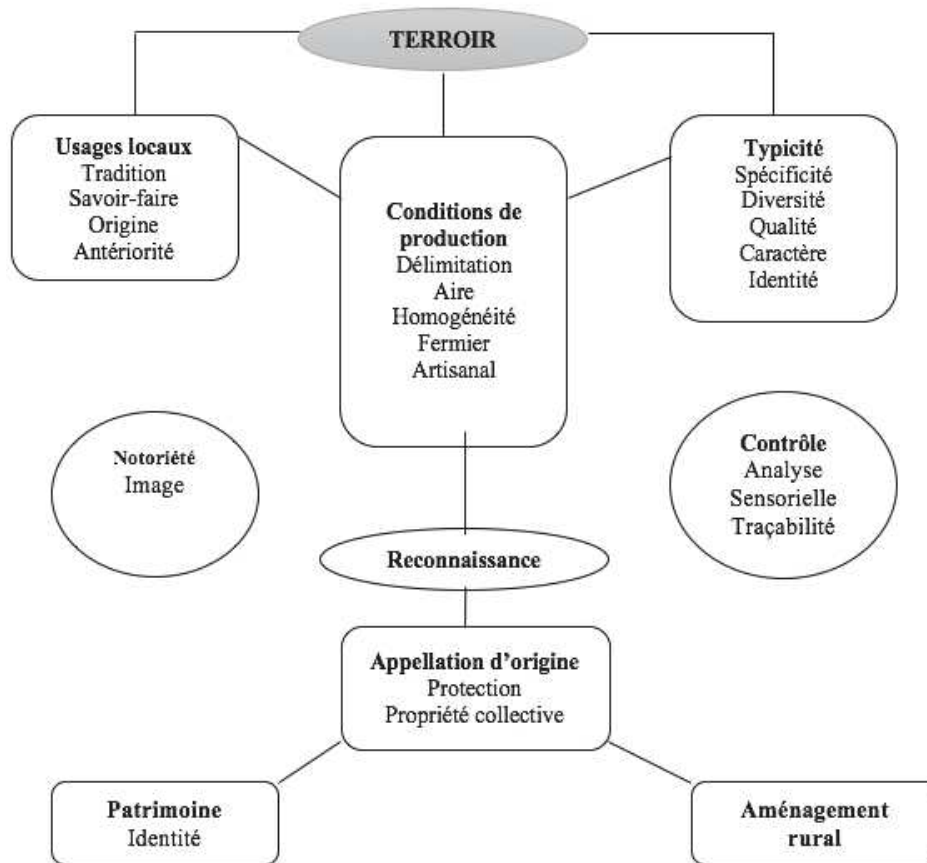 TERROIR
Usages locaux
Tradition
Savoir-faire
Origine
Antériorité
Conditions de
production
Délimitation
Aire
Homogénéité
Fermier
Artisanal
Typicité
Spécificité
Diversité
Qualité
Caractère
Identité
Notoriété
Image
Contrôle
Analyse
Sensorielle
Traçabilité
Reconnaissance
Appellation d’origine
Protection
Propriété collective
Patrimoine
Identité
Aménagement
rural